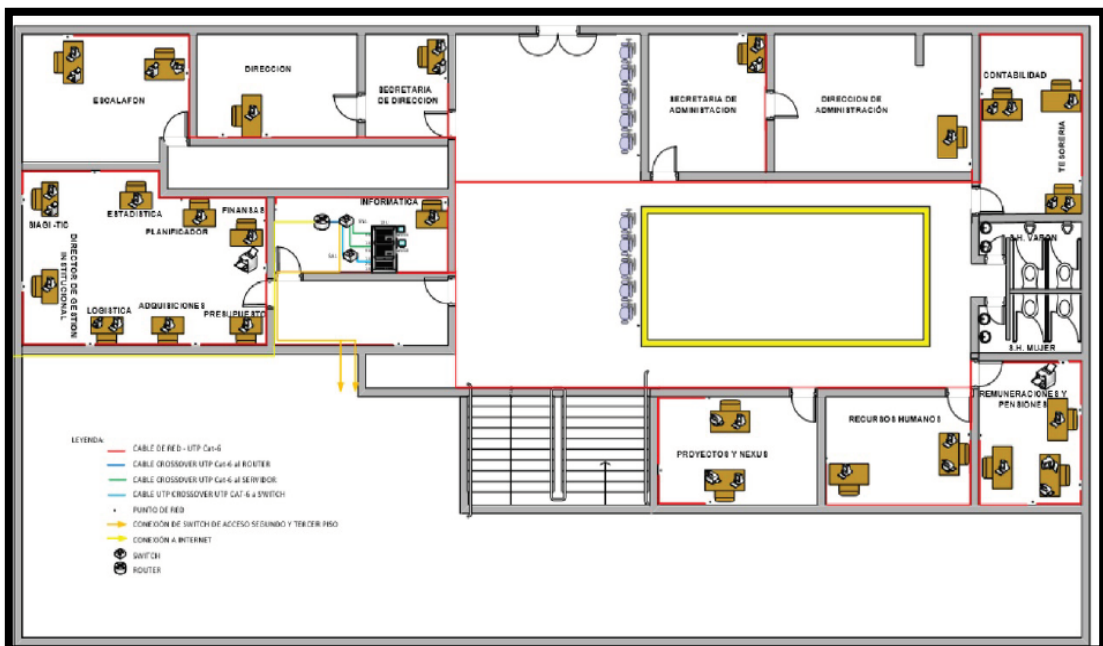 ESCALAFON
DIRECCION
SECRETARIA
DE DIRECCION
SECRETARIA DE
ADMINISTACION
DIRECCION DE
ADMINISTRACIÓN
CONTABILIDAD
TESORERIA
SIAGI -TIC
ESTADISTICA
PLANIFICADOR
FINANSAS
INFORMATICA
DIRECTOR DE GESTION
INSTITUCIONAL
LOGISTICA
ADQUISICIONES
PRESUPUESTO
S.H. VARON
S.H. MUJER
REMUNERACIONES Y
PENSIONES
PROYECTOS Y NEXUS
RECURSOS HUMANOS
LEYENDA:
CABLE DE RED - UTP Cat-6
CABLE CROSSOVER UTP Cat-6 al ROUTER
CABLE CROSSOVER UTP Cat-6 al SERVIDOR
CABLE UTP CROSSOVER UTP CAT-6 a SWITCH
PUNTO DE RED
CONEXIÓN DE SWITCH DE ACCESO SEGUNDO Y TERCER PISO
CONEXIÓN A INTERNET
SWITCH
ROUTER